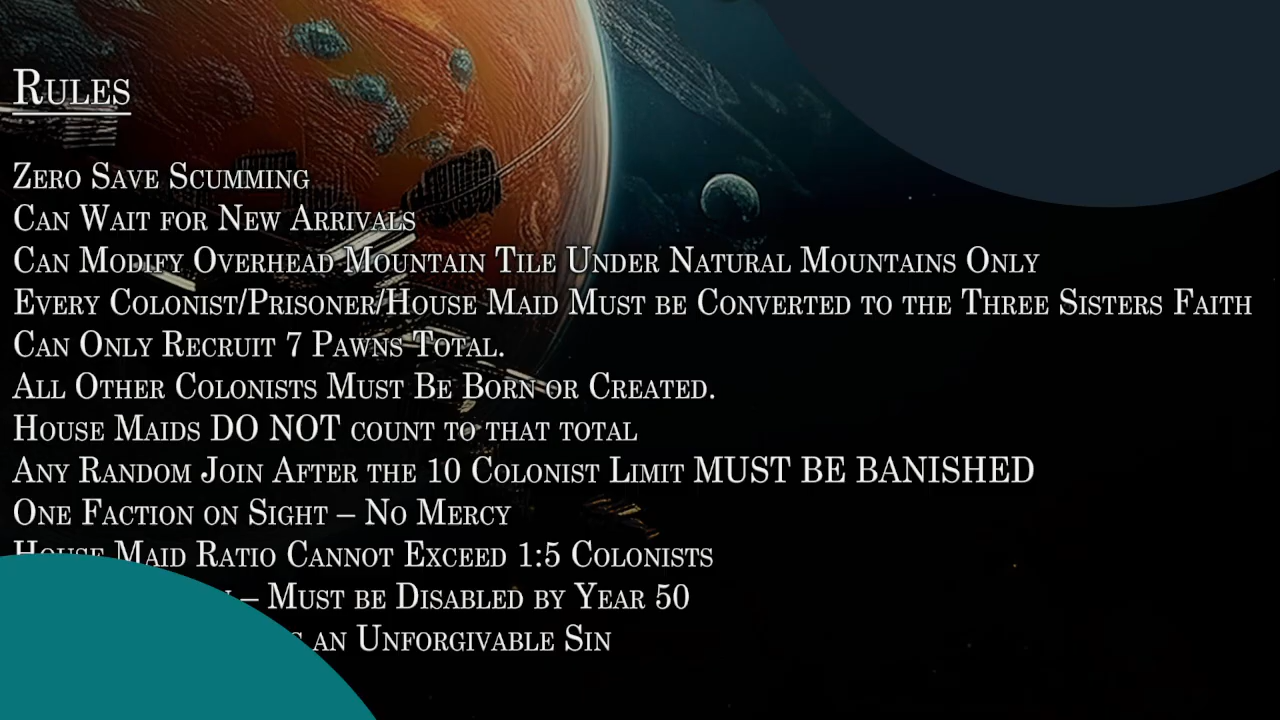 Rules
Zero Save Scumming
Can Wait for New Arrivals
Can Modify Overhead Mountain Tile Under Natural Mountains Only
Every Colonist/Prisoner/House Maid Must be Converted to the Three Sisters Faith
Can Only Recruit 7 Pawns Total.
All Other Colonists Must Be Born or Created.
House Maids DO NOT count to that total
Any Random Join After the 10 Colonist Limit MUST BE BANISHED
One Faction on Sight – No Mercy
House Maid Ratio Cannot Exceed 1:5 Colonists
– Must be Disabled by Year 50
an Unforgivable Sin